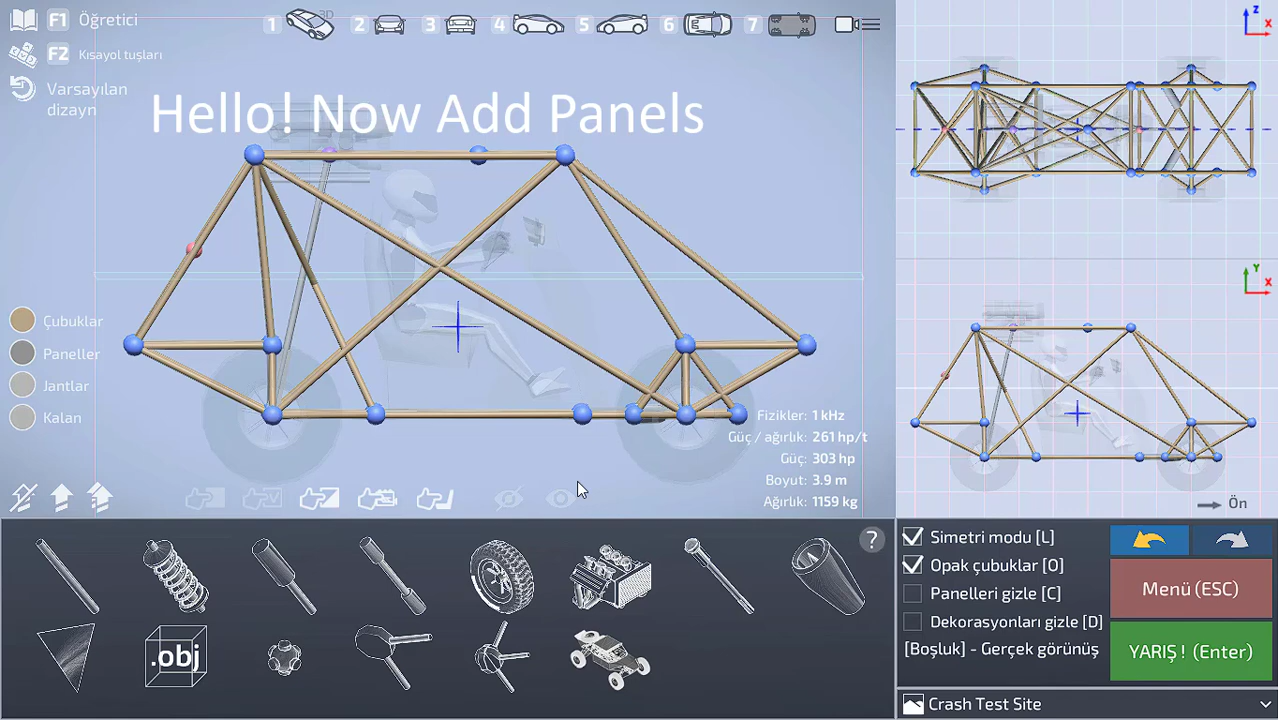 F1 Öğretici
F2 Kısayol tuşları
Varsayılan
dizayn
1 3D 2 3 4 5 6 7
Hello! Now Add Panels
Çubuklar
Paneller
Jantlar
Kalan
Fizikler: 1 kHz
Güç / ağırlık: 261 hp/t
Güç: 303 hp
Boyut: 3.9 m
Ağırlık: 1159 kg
Z
X
Y
X
Ön
?
.obj
Simetri modu [L]
Opak çubuklar [O]
Panelleri gizle [C]
Dekorasyonları gizle [D]
[Boşluk] - Gerçek görünüş
Menü (ESC)
YARIŞ! (Enter)
Crash Test Site